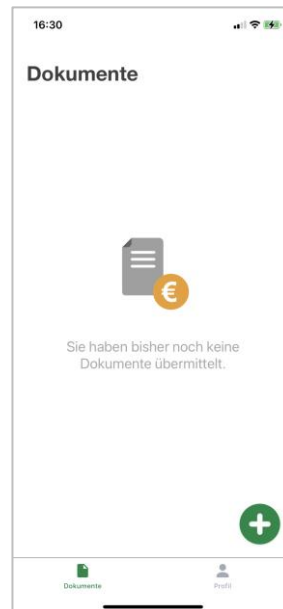 16:30
Dokumente
€
Sie haben bisher noch keine
Dokumente übermittelt.
Dokumente
Profil